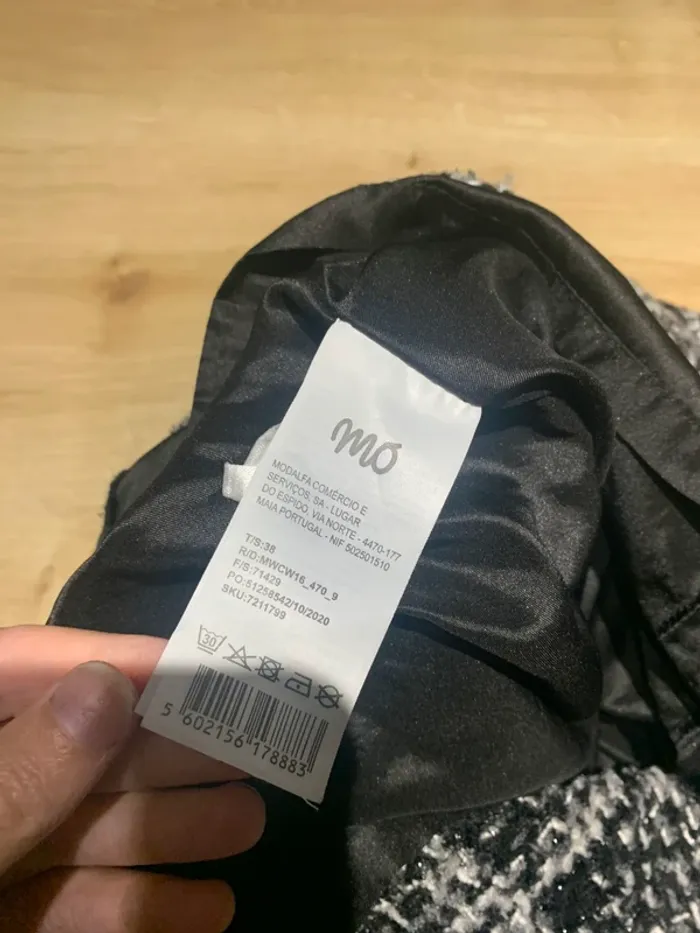 mó
MODALFA COMÉRCIO E
SERVIÇOS, SA - LUGAR
DO ESPIDO, VIA NORTE - 4470-177
MAIA PORTUGAL - NIF 502501510
T/S:38
R/D:MWCW16_470_9
F/S:71429
PO:51258542/10/2020
SKU:7211799
30
5 602156 178883